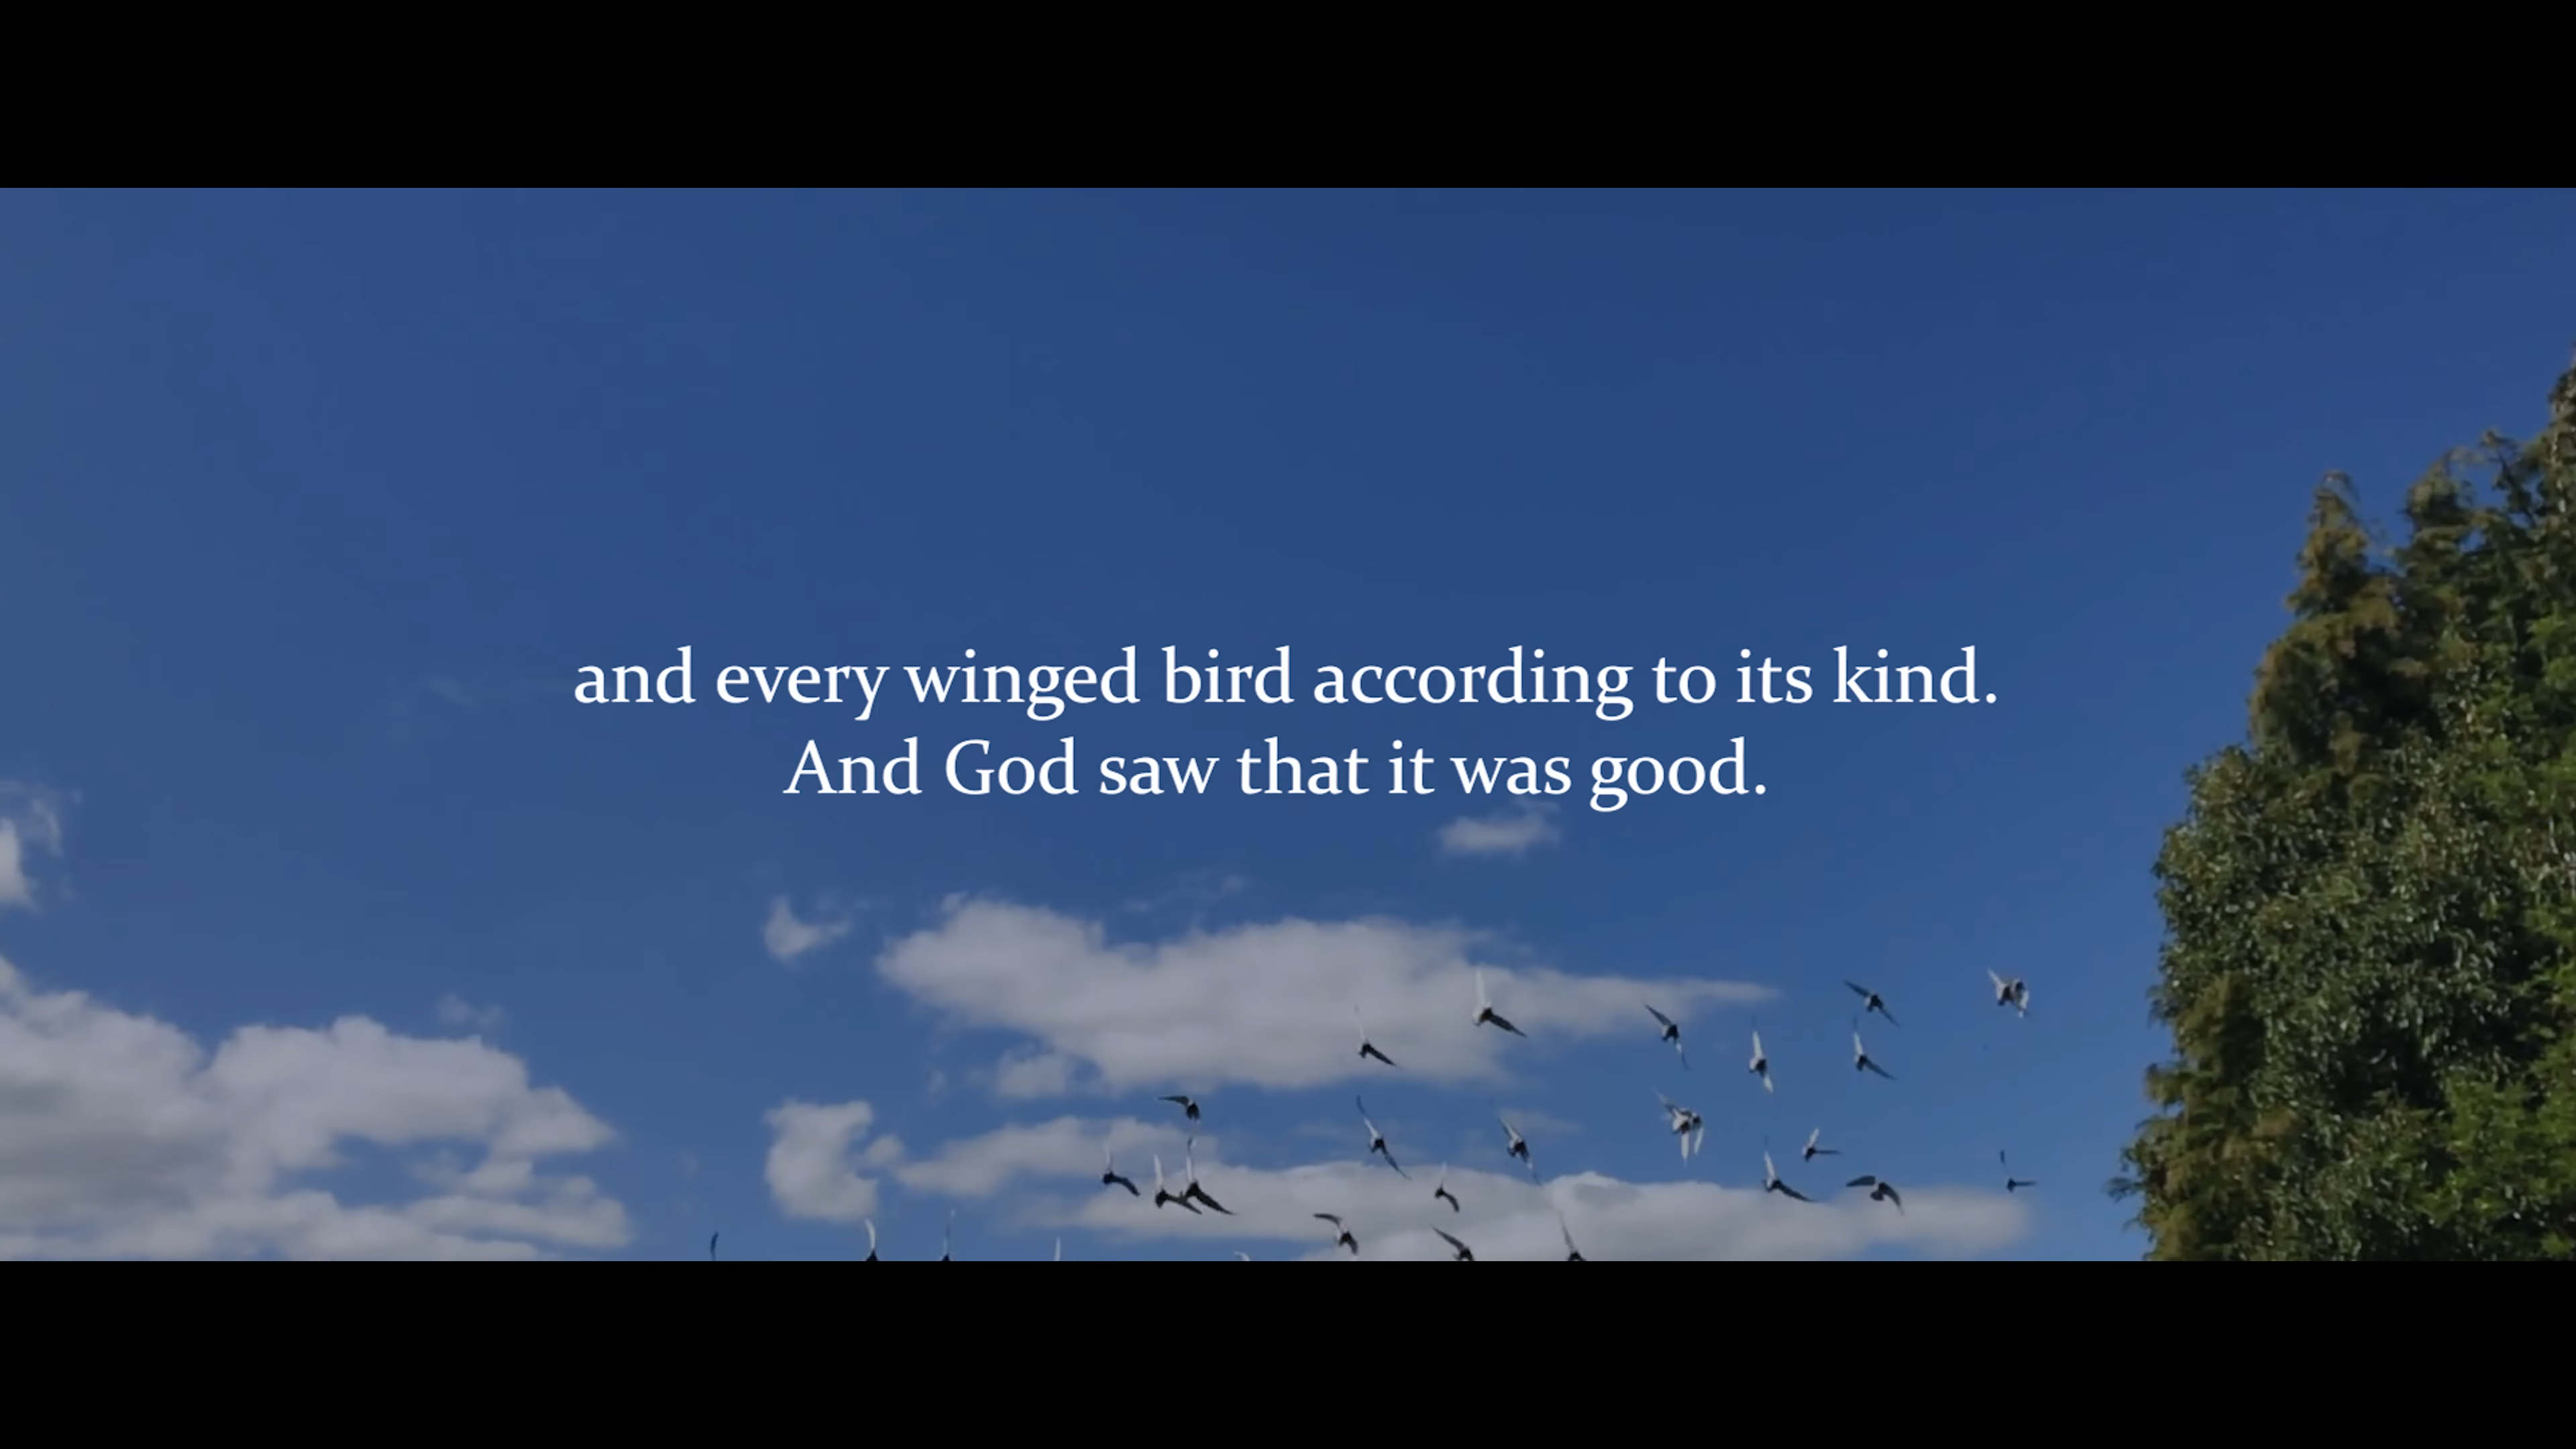 and every winged bird according to its kind.
And God saw that it was good.